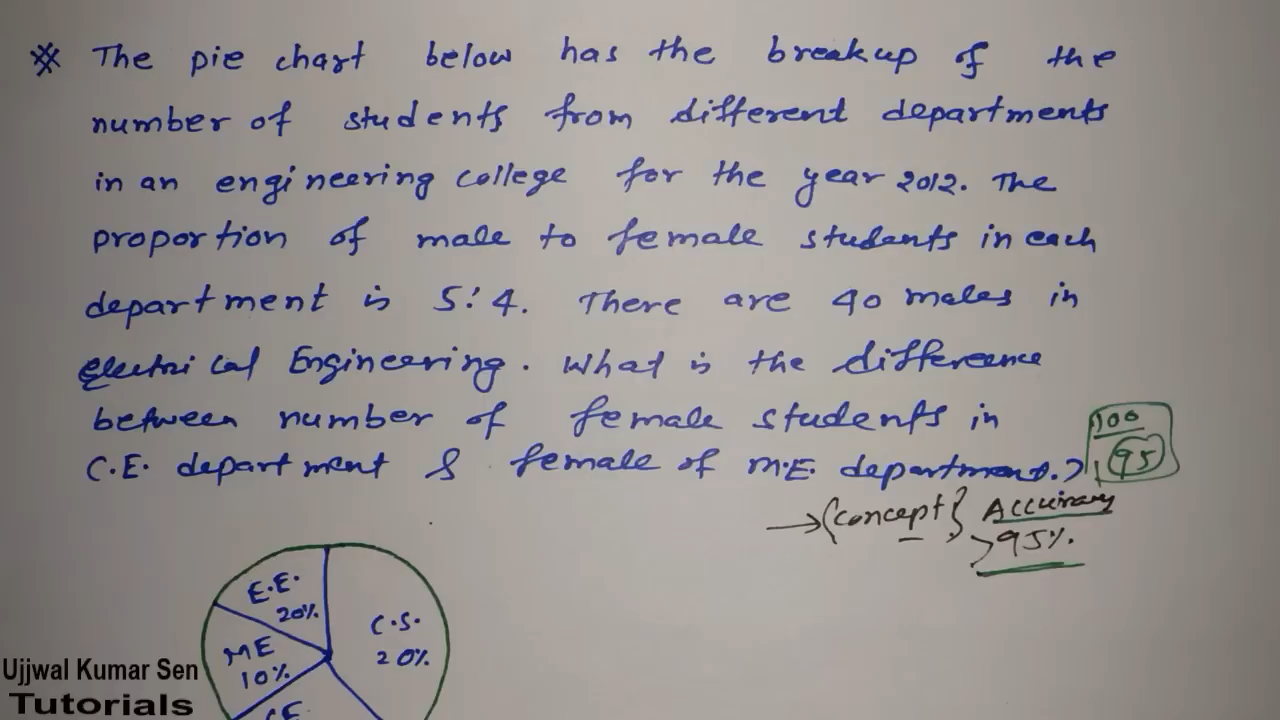 ※ The pie chart below has the breakup of the
number of students from different departments
in an engineering college for the year 2012. The
proportion of male to female students in each
department is 5:4. There are 40 males in
Electrical Engineering. What is the difference
between number of female students in
C.E. department & female of M.E. department.?
100
95
→ {concept} Accuracy
>95%.
E.E.
20%
C.S.
20%
ME
10%
CE
Ujjwal Kumar Sen
Tutorials